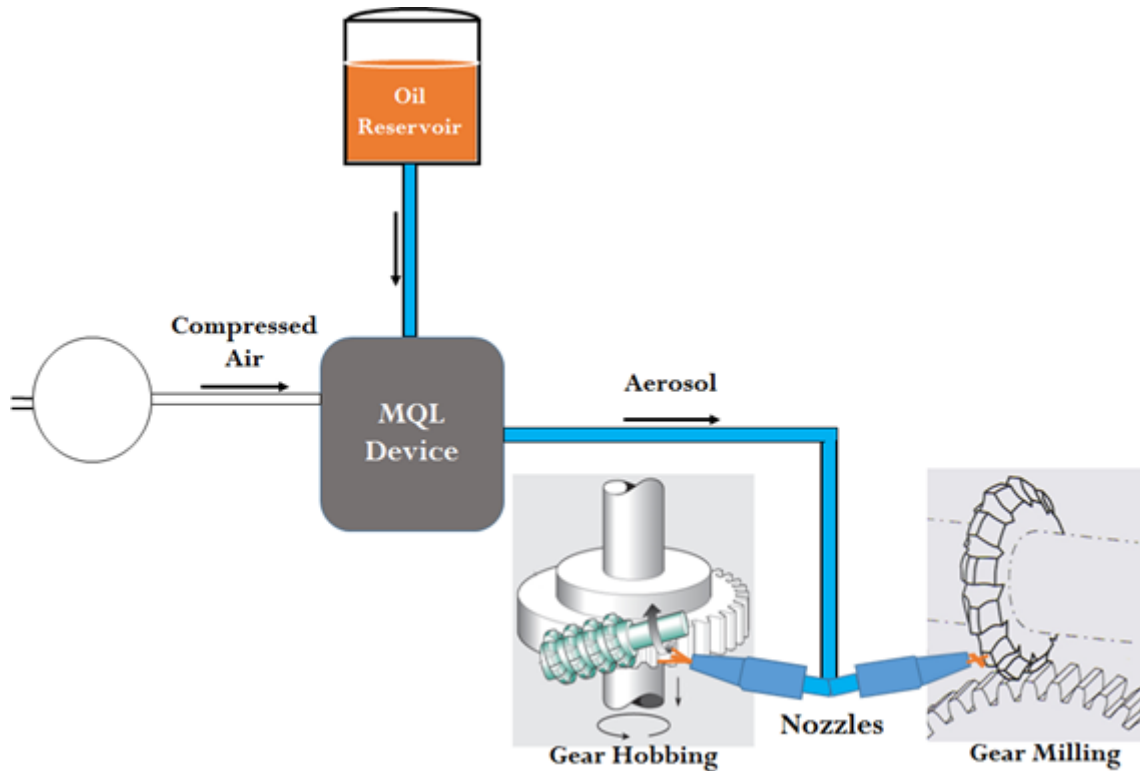 Oil
Reservoir
Compressed
Air
MQL
Device
Aerosol
Nozzles
Gear Hobbing
Gear Milling